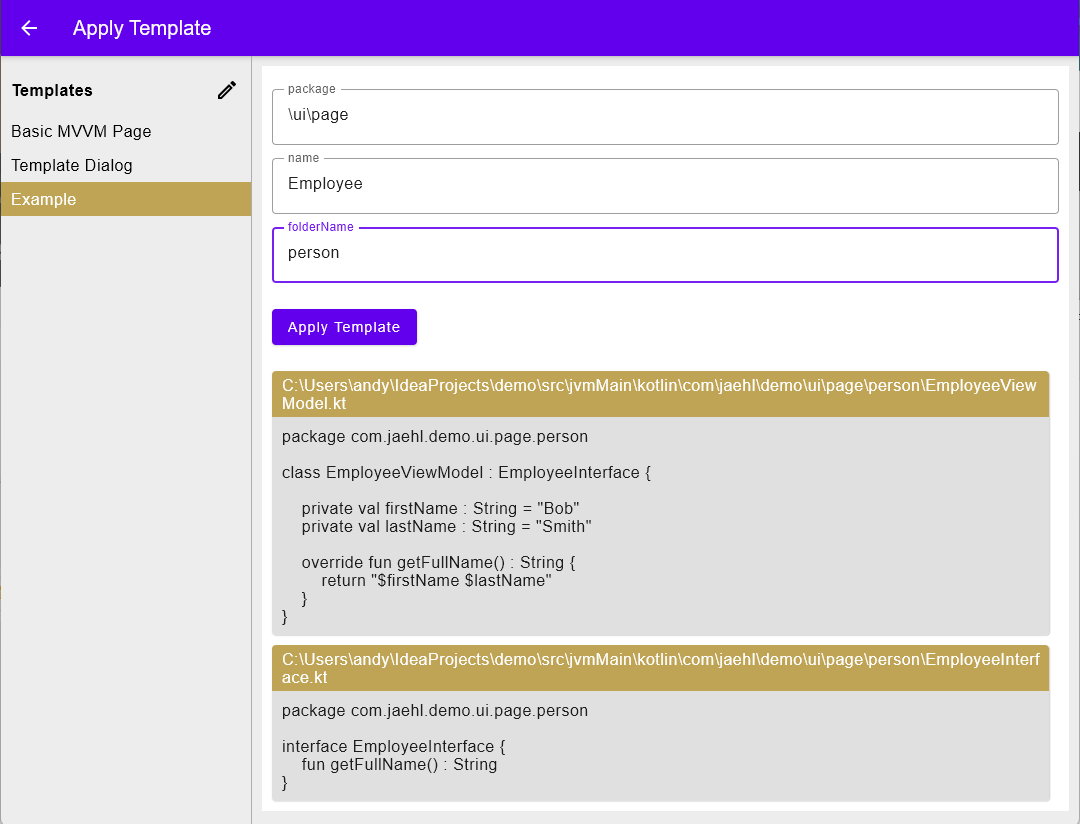 Apply Template
Templates
Basic MVVM Page
Template Dialog
Example
package
\ui\page
name
Employee
folderName
person
Apply Template
C:\Users\andy\IdeaProjects\demo\src\jvmMain\kotlin\com\jaehl\demo\ui\page\person\EmployeeView
Model.kt
package com.jaehl.demo.ui.page.person
class EmployeeViewModel : EmployeeInterface {
private val firstName : String = "Bob"
private val lastName : String = "Smith"
override fun getFullName() : String {
return "$firstName $lastName"
}
}
C:\Users\andy\IdeaProjects\demo\src\jvmMain\kotlin\com\jaehl\demo\ui\page\person\EmployeeInterf
ace.kt
package com.jaehl.demo.ui.page.person
interface EmployeeInterface {
fun getFullName() : String
}